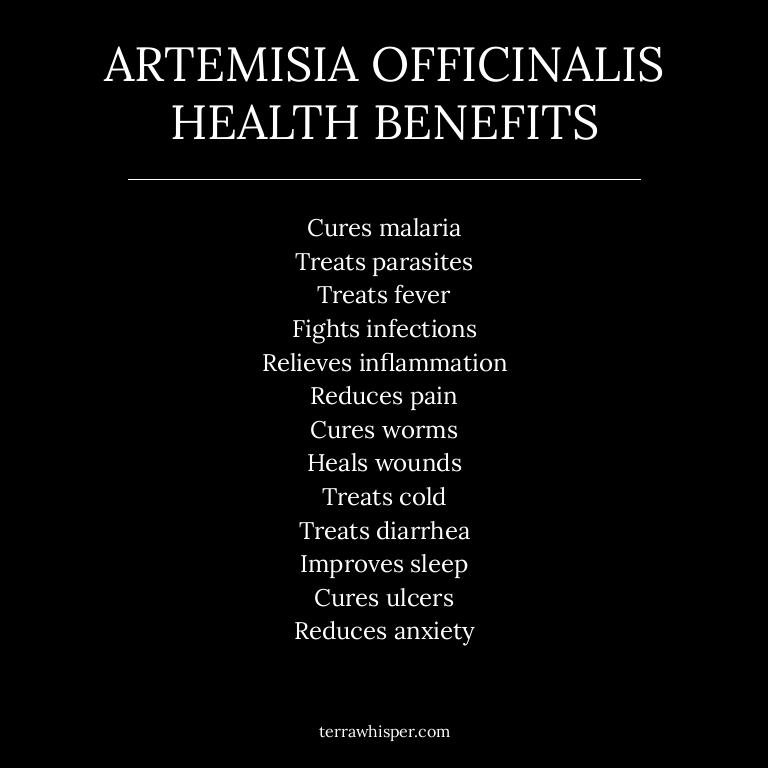 ARTEMISIA OFFICINALIS
HEALTH BENEFITS
Cures malaria
Treats parasites
Treats fever
Fights infections
Relieves inflammation
Reduces pain
Cures worms
Heals wounds
Treats cold
Treats diarrhea
Improves sleep
Cures ulcers
Reduces anxiety
terrawhisper.com